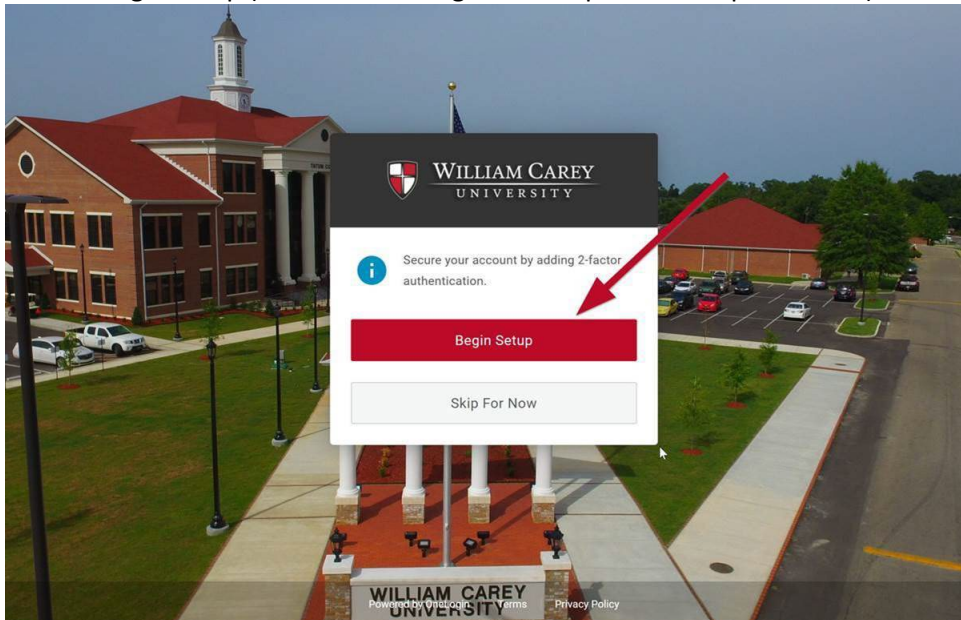 WILLIAM CAREY
UNIVERSITY
Secure your account by adding 2-factor
authentication.
Begin Setup
Skip For Now
WILLIAM CAREY
UNIVERSITY
Powered by OneLogin Terms Privacy Policy